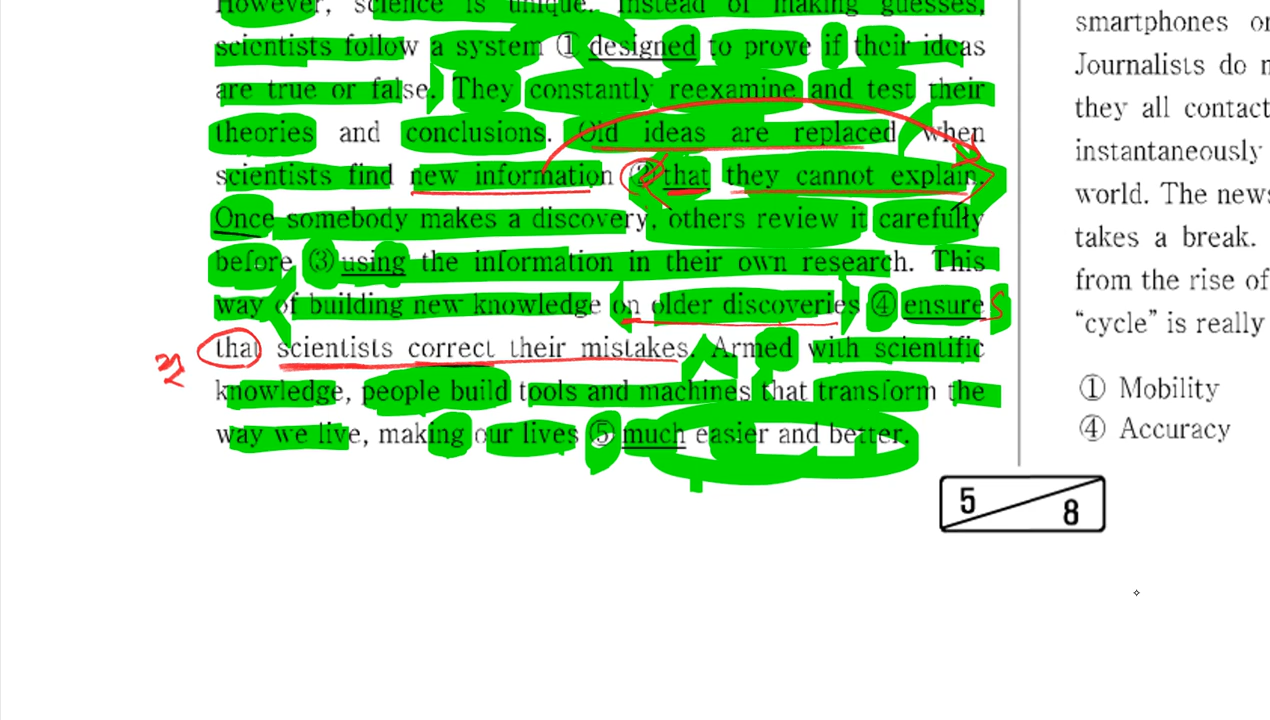 However, science is unique. Instead of making guesses,
scientists follow a system ① designed to prove if their ideas
are true or false. They constantly reexamine and test their
theories and conclusions. Old ideas are replaced when
scientists find new information ② that they cannot explain.
Once somebody makes a discovery, others review it carefully
before ③ using the information in their own research. This
way of building new knowledge on older discoveries ④ ensures
that scientists correct their mistakes. Armed with scientific
knowledge, people build tools and machines that transform the
way we live, making our lives ⑤ much easier and better.
5 8
smartphones or
Journalists do n
they all contact
instantaneously
world. The news
takes a break.
from the rise of
“cycle” is really
① Mobility
④ Accuracy